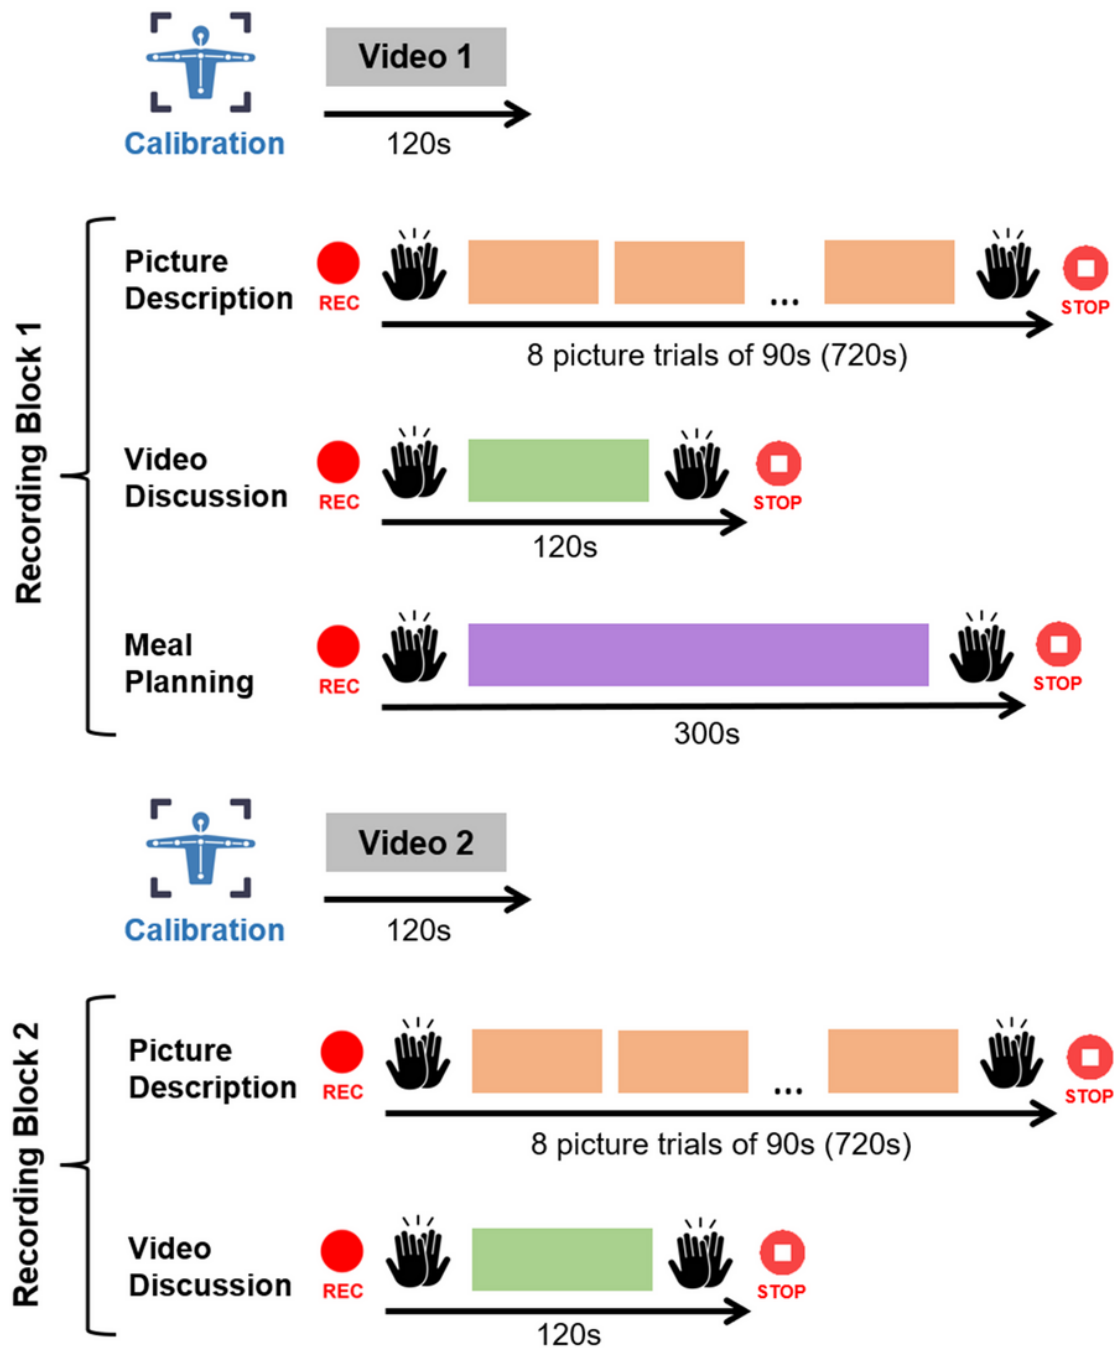 Video 1
Calibration
120s
Recording Block 1
Picture
Description
REC
...
STOP
8 picture trials of 90s (720s)
Video
Discussion
REC
STOP
120s
Meal
Planning
REC
STOP
300s
Video 2
Calibration
120s
Recording Block 2
Picture
Description
REC
...
STOP
8 picture trials of 90s (720s)
Video
Discussion
REC
STOP
120s